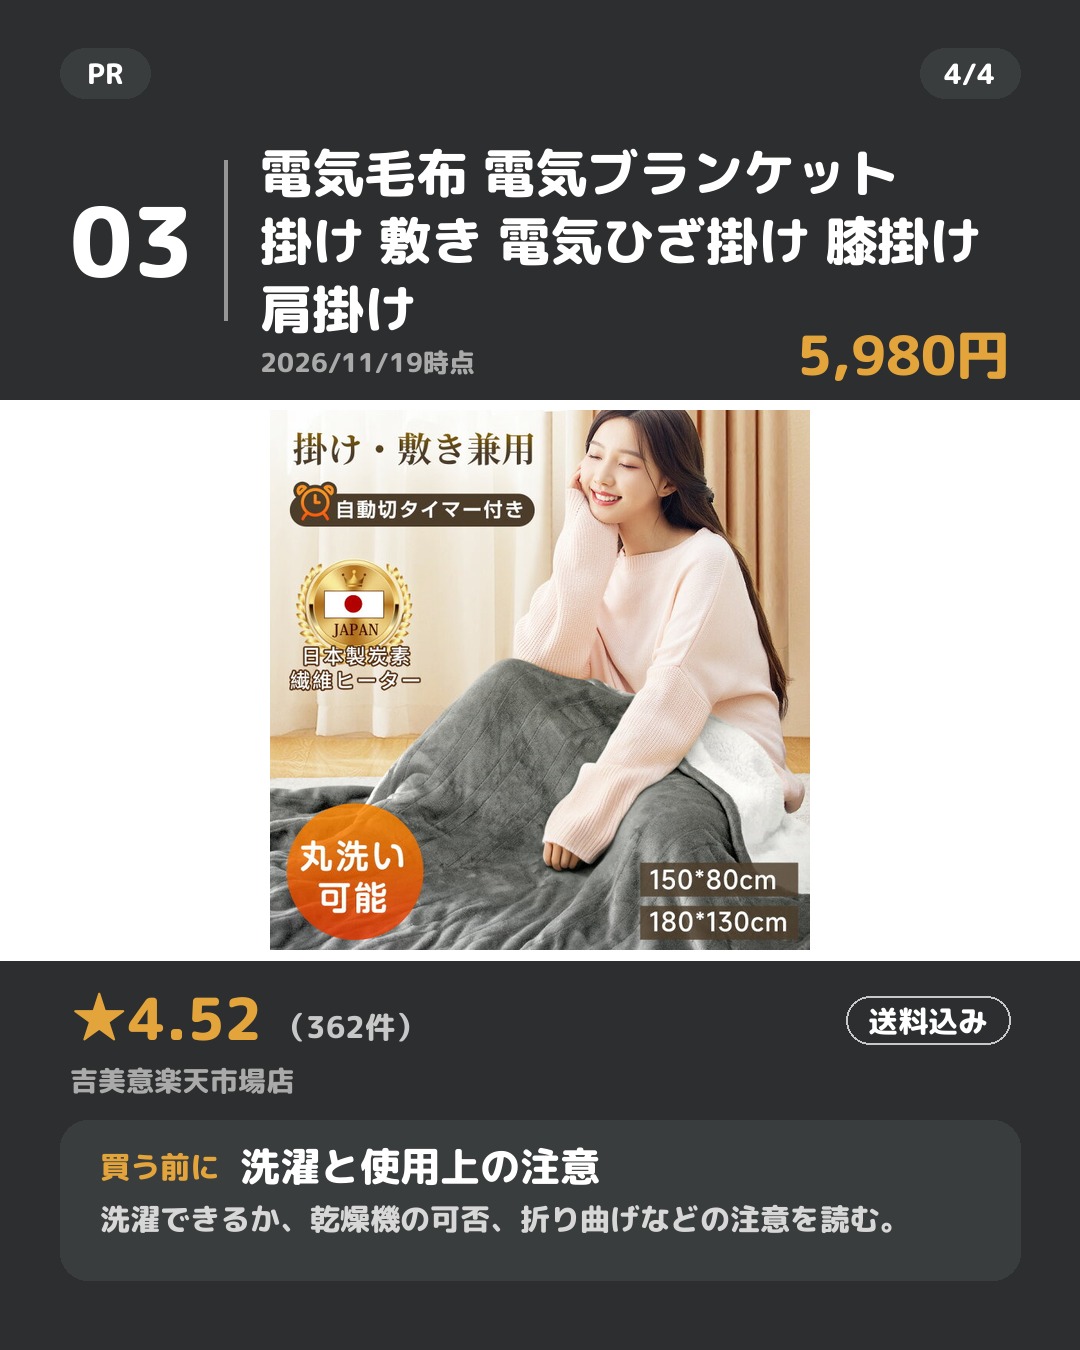 PR
4/4
03
電気毛布 電気ブランケット
掛け 敷き 電気ひざ掛け 膝掛け
肩掛け
2026/11/19時点
5,980円
掛け・敷き兼用
自動切タイマー付き
JAPAN
日本製炭素
繊維ヒーター
丸洗い
可能
150*80cm
180*130cm
★4.52 (362件)
送料込み
吉美意楽天市場店
買う前に 洗濯と使用上の注意
洗濯できるか、乾燥機の可否、折り曲げなどの注意を読む。